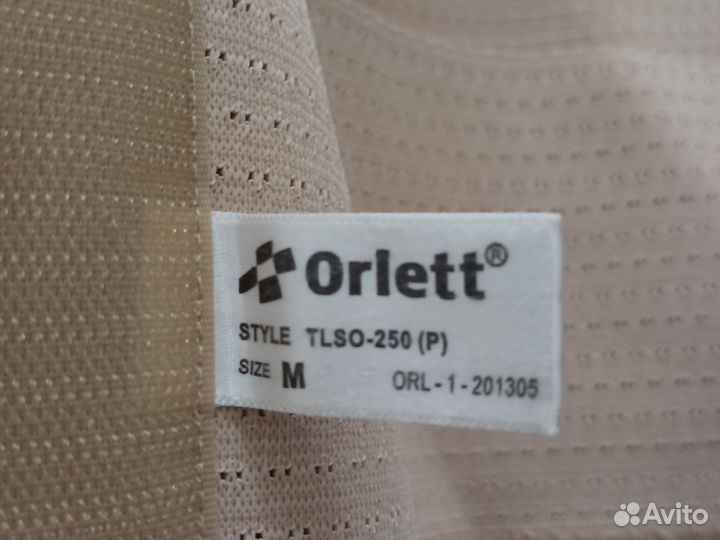 Orlett®
STYLE TLSO-250 (P)
SIZE M ORL - 1 - 201305
Avito